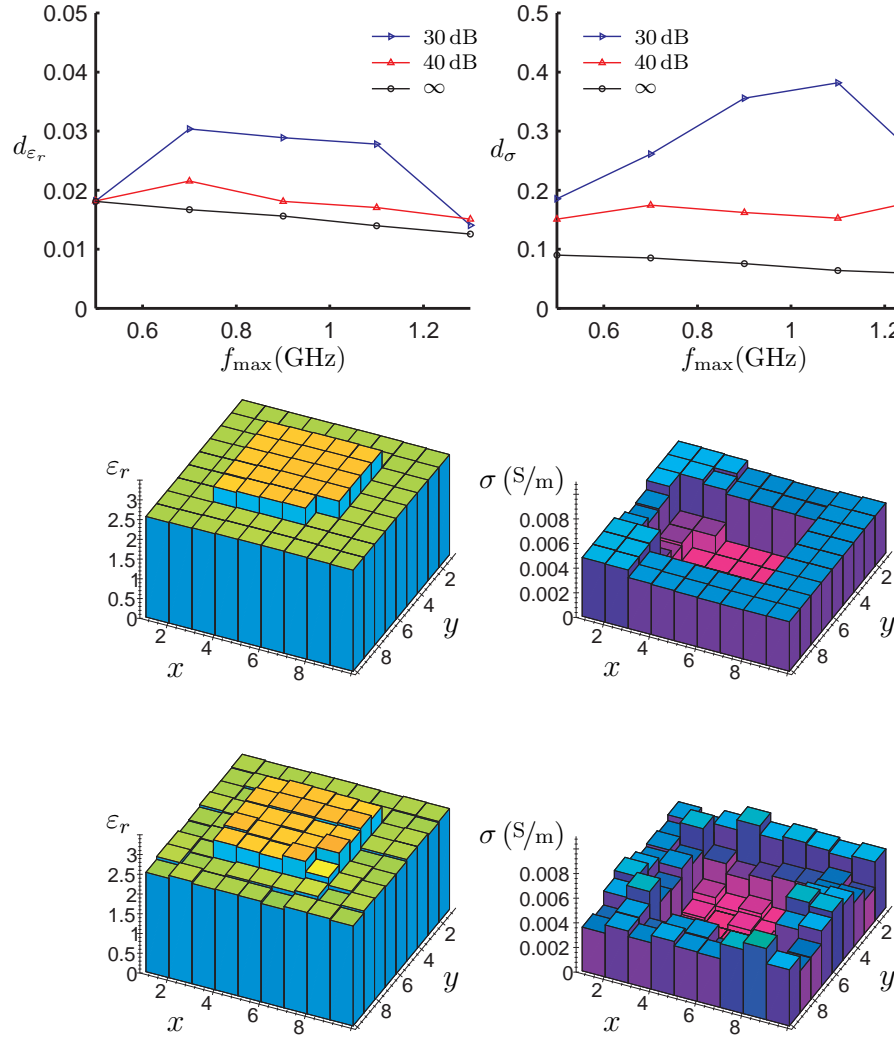 0.05
0.04
0.03
0.02
0.01
0
d_{ε_r}
30 dB
40 dB
∞
0.6 0.8 1 1.2
f_max(GHz)
0.5
0.4
0.3
0.2
0.1
0
d_σ
30 dB
40 dB
∞
0.6 0.8 1 1.2
f_max(GHz)
ε_r
3
2.5
2
1.5
1
0.5
0
2 4 6 8
x
2 4 6 8
y
σ (S/m)
0.008
0.006
0.004
0.002
0
2 4 6 8
x
2 4 6 8
y
ε_r
3
2.5
2
1.5
1
0.5
0
2 4 6 8
x
2 4 6 8
y
σ (S/m)
0.008
0.006
0.004
0.002
0
2 4 6 8
x
2 4 6 8
y